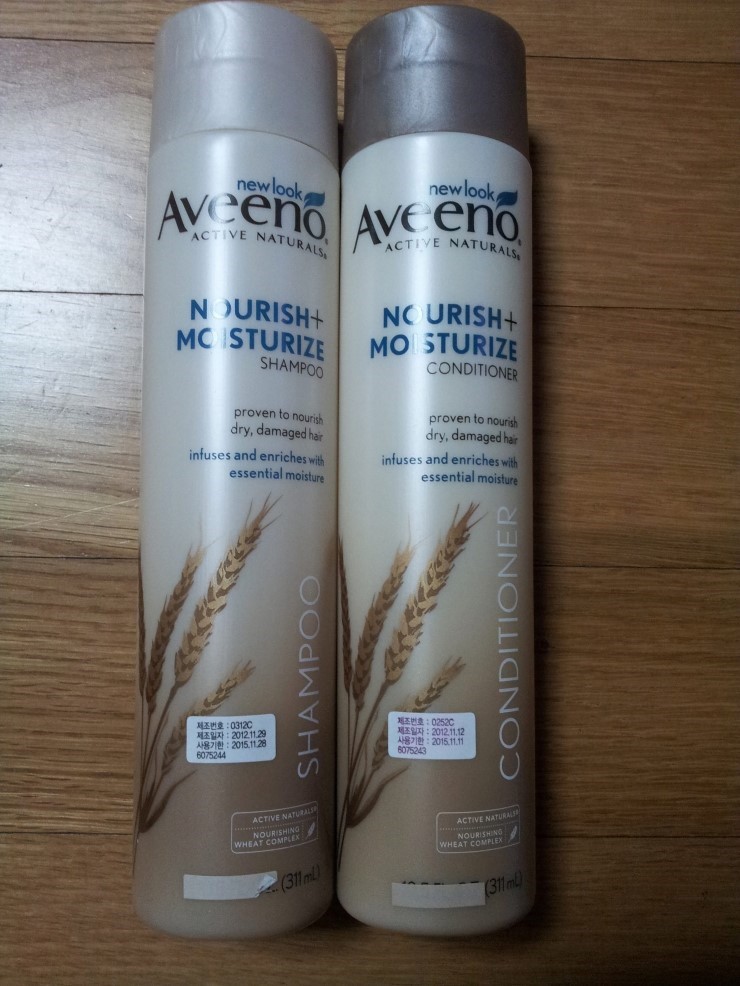 new look
Aveeno®
ACTIVE NATURALS®
NOURISH+
MOISTURIZE
SHAMPOO
proven to nourish
dry, damaged hair
infuses and enriches with
essential moisture
SHAMPOO
제조번호 : 0312C
제조일자 : 2012.11.29
사용기한 : 2015.11.28
6075244
ACTIVE NATURALS®
NOURISHING
WHEAT COMPLEX
(311 mL)
new look
Aveeno®
ACTIVE NATURALS®
NOURISH+
MOISTURIZE
CONDITIONER
proven to nourish
dry, damaged hair
infuses and enriches with
essential moisture
CONDITIONER
제조번호 : 0252C
제조일자 : 2012.11.12
사용기한 : 2015.11.11
6075243
ACTIVE NATURALS®
NOURISHING
WHEAT COMPLEX
(311 mL)